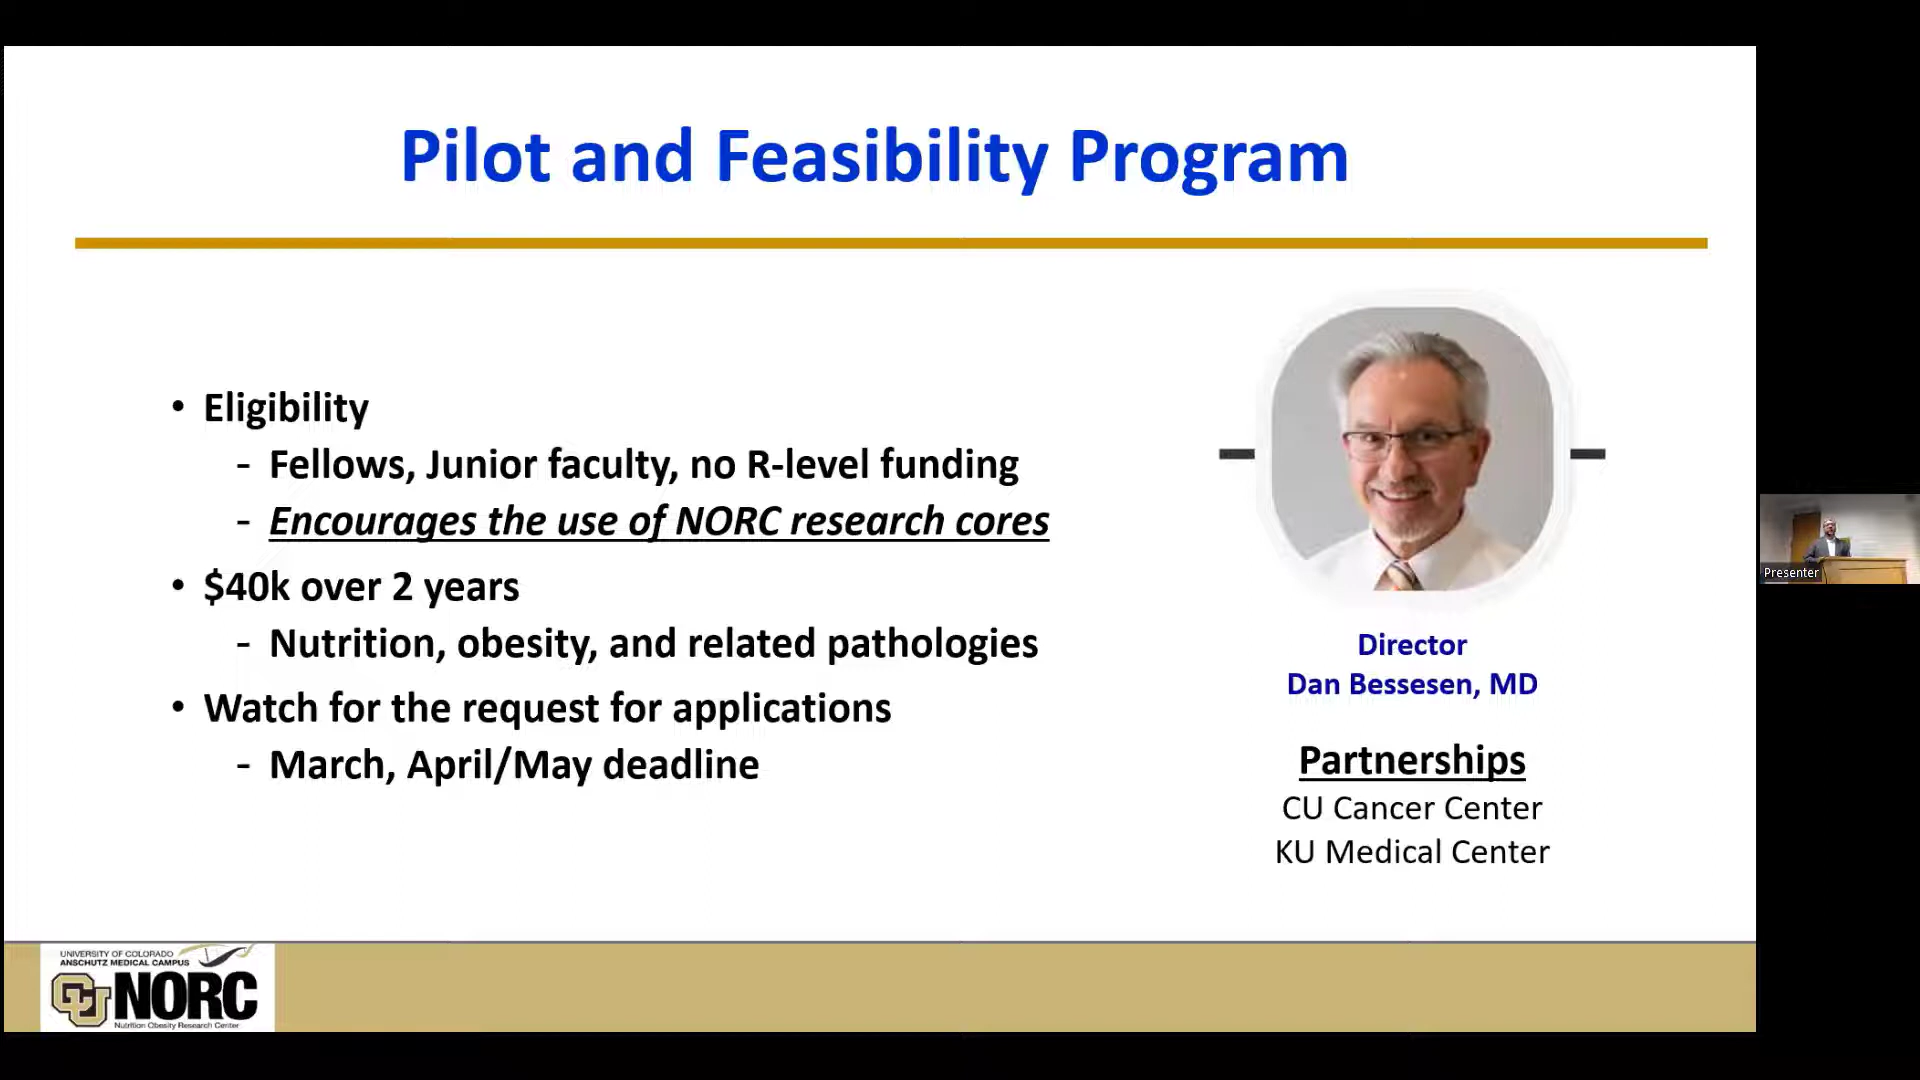 Pilot and Feasibility Program
• Eligibility
- Fellows, Junior faculty, no R-level funding
- Encourages the use of NORC research cores
• $40k over 2 years
- Nutrition, obesity, and related pathologies
• Watch for the request for applications
- March, April/May deadline
Director
Dan Bessesen, MD
Partnerships
CU Cancer Center
KU Medical Center
Presenter
UNIVERSITY OF COLORADO
ANSCHUTZ MEDICAL CAMPUS
CU NORC
Nutrition Obesity Research Center